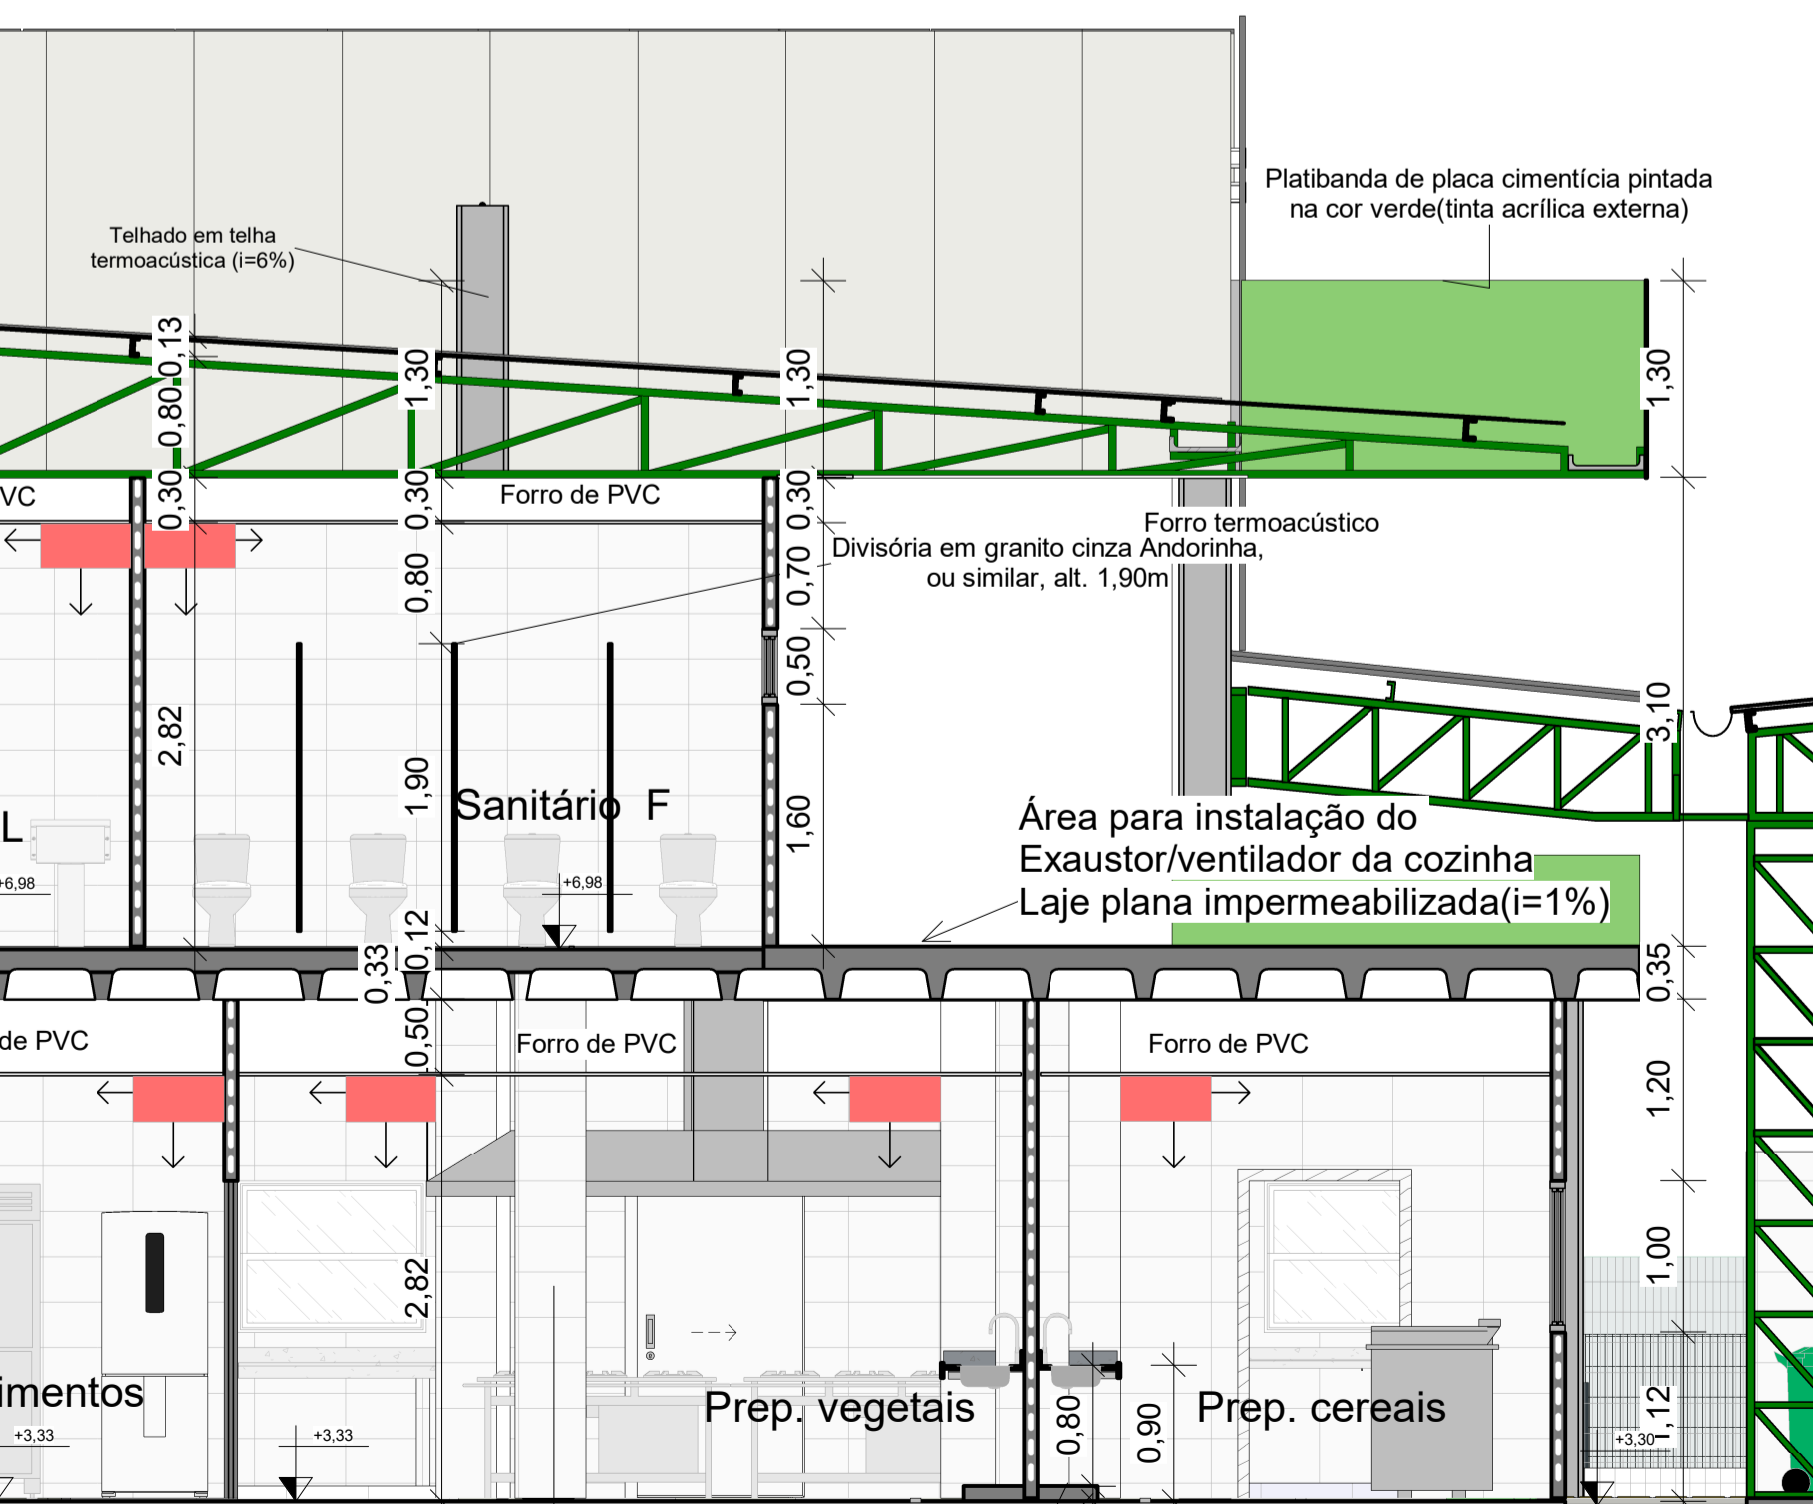 Platibanda de placa cimentícia pintada
na cor verde(tinta acrílica externa)
Telhado em telha
termoacústica (i=6%)
0,13
0,80
1,30
1,30
1,30
0,30
0,30
0,30
VC
Forro de PVC
Forro termoacústico
Divisória em granito cinza Andorinha,
ou similar, alt. 1,90m
0,80
0,70
0,50
2,82
1,90
1,60
3,10
L
Sanitário F
+6,98
+6,98
Área para instalação do
Exaustor/ventilador da cozinha
Laje plana impermeabilizada(i=1%)
0,12
0,33
0,35
0,50
de PVC
Forro de PVC
Forro de PVC
1,20
2,82
1,00
imentos
Prep. vegetais
Prep. cereais
0,80
0,90
1,12
+3,33
+3,33
+3,30